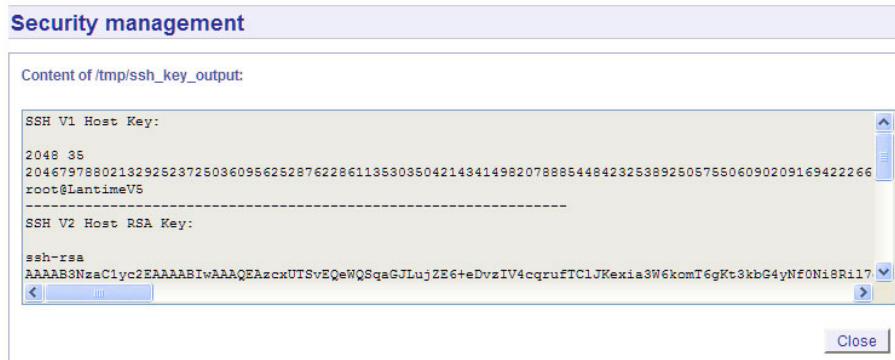 Security management
Content of /tmp/ssh_key_output:
SSH V1 Host Key:
2048 35
2046797880213292523725036095625287622861135303504214341498207888544842325389250575506090209169422266
root@LantimeV5
------------------------------------------------------------
SSH V2 Host RSA Key:
ssh-rsa
AAAAB3NzaC1yc2EAAAABIwAAAQEAzcxUTSvEQeWQSqaGJLujZE6+eDvzIV4cqrufTClJKexia3W6komT6gKt3kbG4yNf0Ni8Ril7
Close